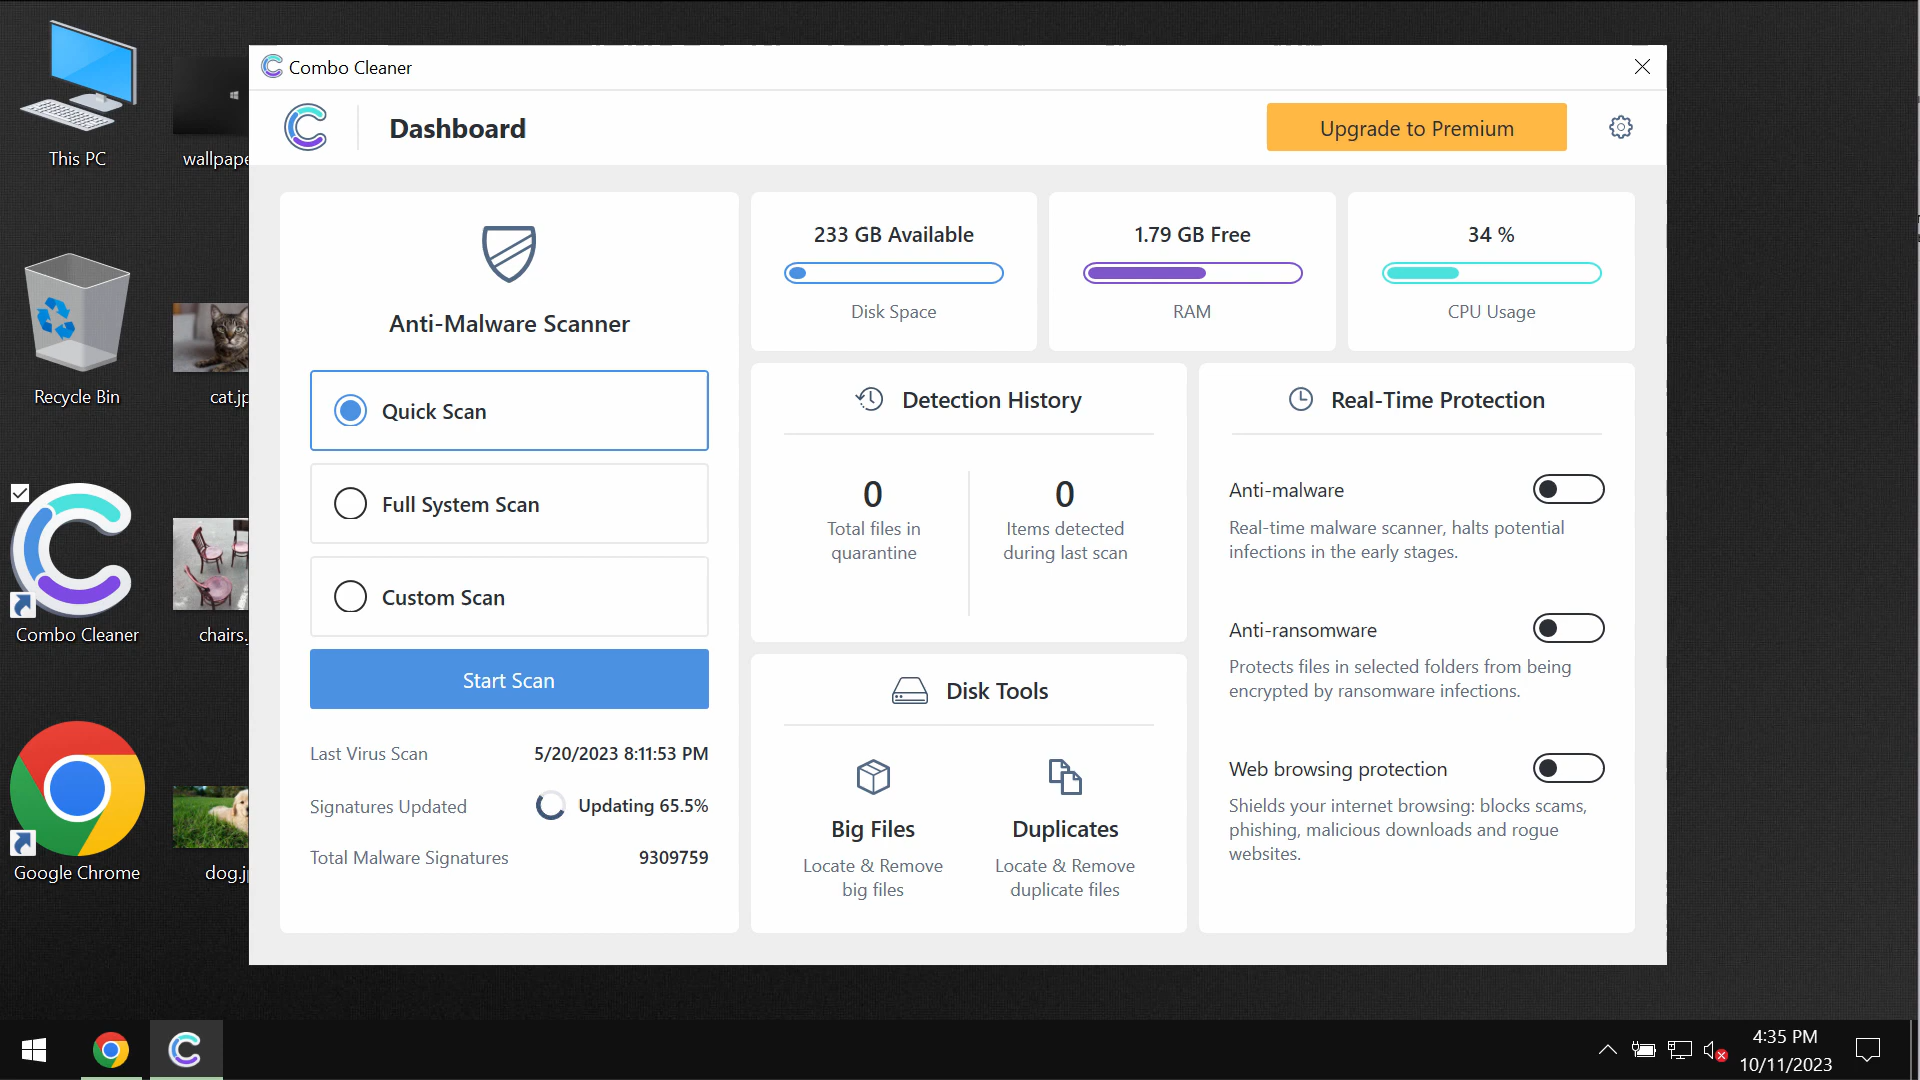 This PC
wallpape
Recycle Bin
cat.jp
Combo Cleaner
chairs.
Google Chrome
dog.j
Combo Cleaner
Dashboard
Upgrade to Premium
Anti-Malware Scanner
Quick Scan
Full System Scan
Custom Scan
Start Scan
Last Virus Scan 5/20/2023 8:11:53 PM
Signatures Updated Updating 65.5%
Total Malware Signatures 9309759
233 GB Available
Disk Space
1.79 GB Free
RAM
34 %
CPU Usage
Detection History
0
Total files in
quarantine
0
Items detected
during last scan
Disk Tools
Big Files
Locate & Remove
big files
Duplicates
Locate & Remove
duplicate files
Real-Time Protection
Anti-malware
Real-time malware scanner, halts potential
infections in the early stages.
Anti-ransomware
Protects files in selected folders from being
encrypted by ransomware infections.
Web browsing protection
Shields your internet browsing: blocks scams,
phishing, malicious downloads and rogue
websites.
4:35 PM
10/11/2023